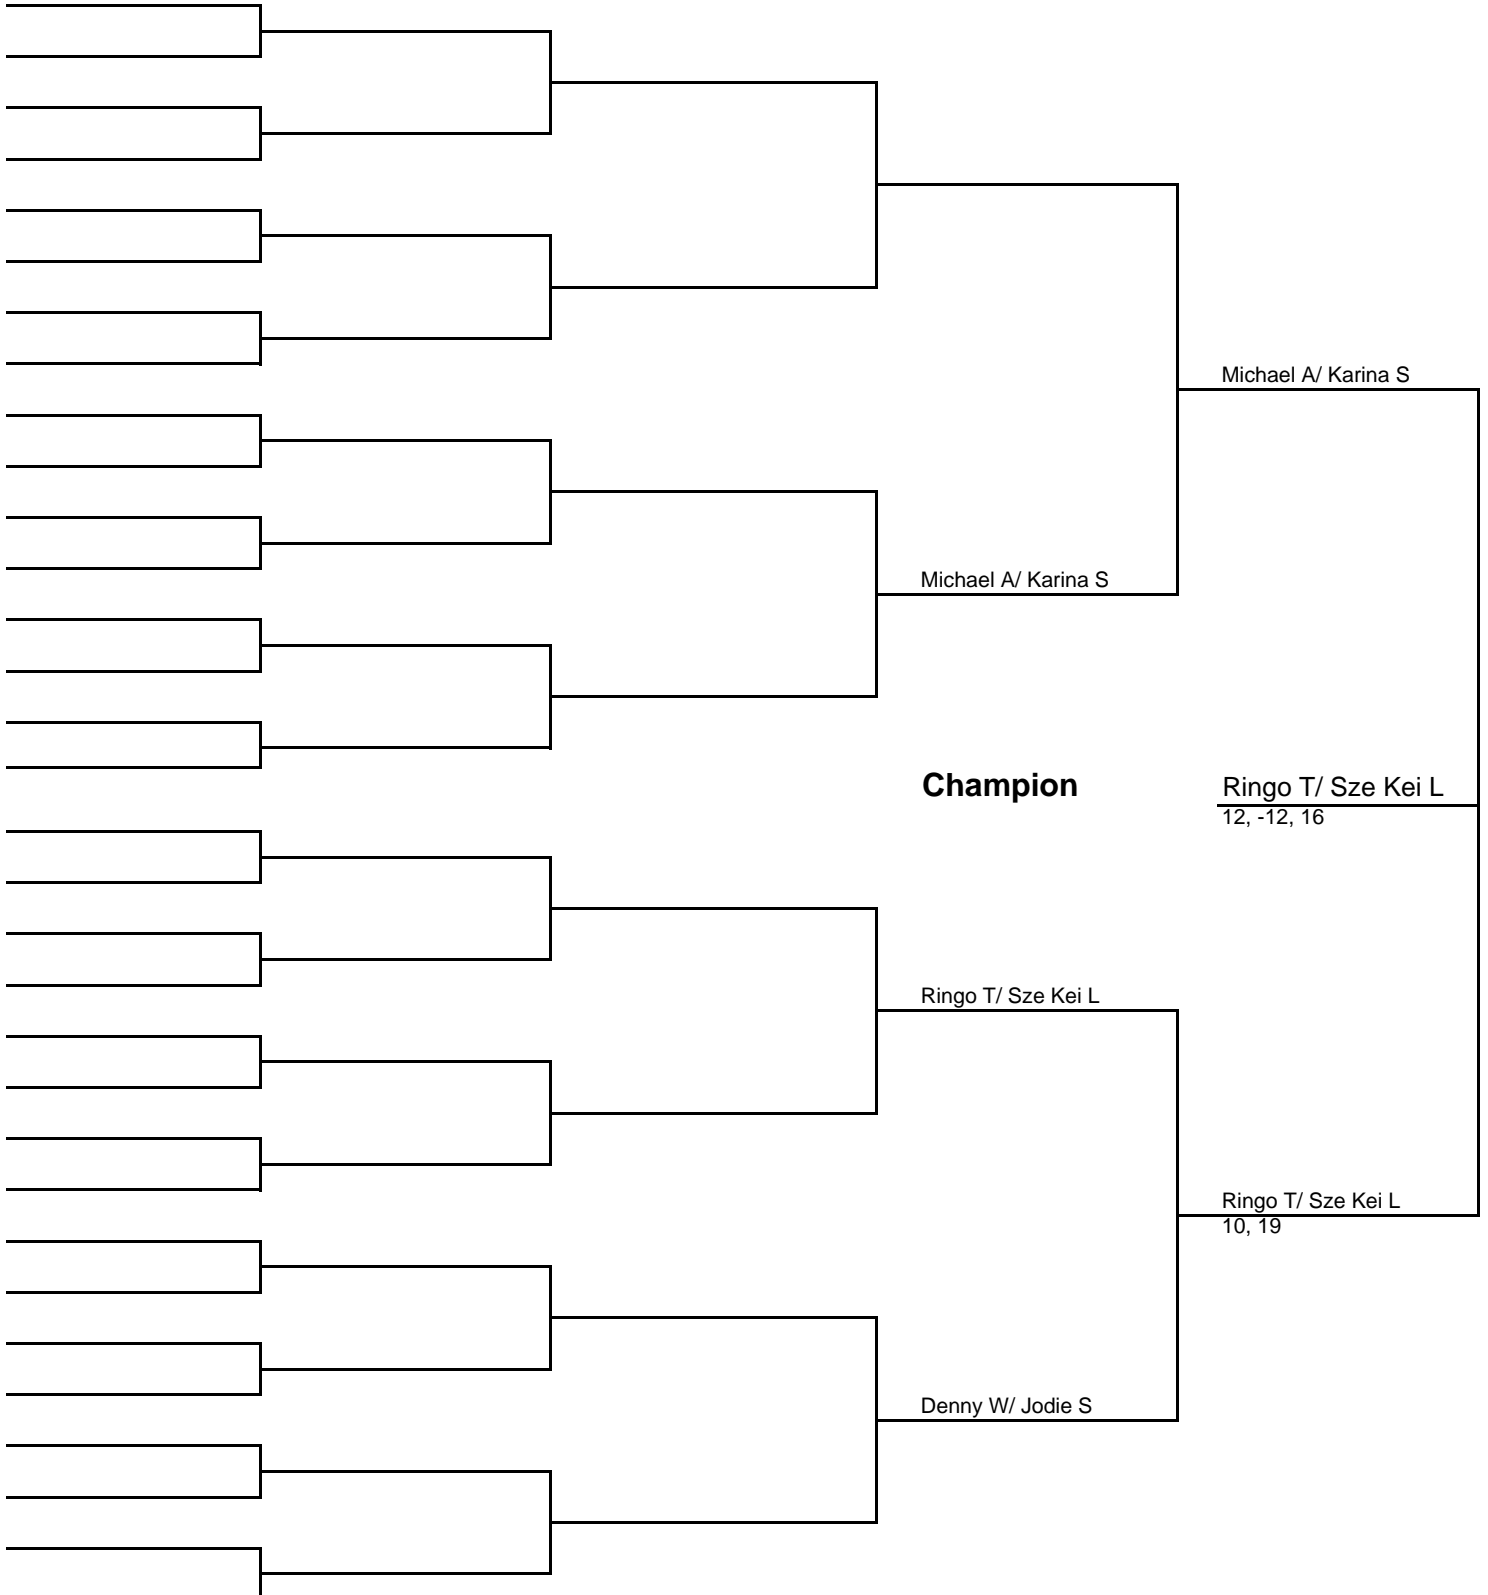 Michael A/ Karina S
Michael A/ Karina S
Champion
Ringo T/ Sze Kei L
12, -12, 16
Ringo T/ Sze Kei L
Ringo T/ Sze Kei L
10, 19
Denny W/ Jodie S